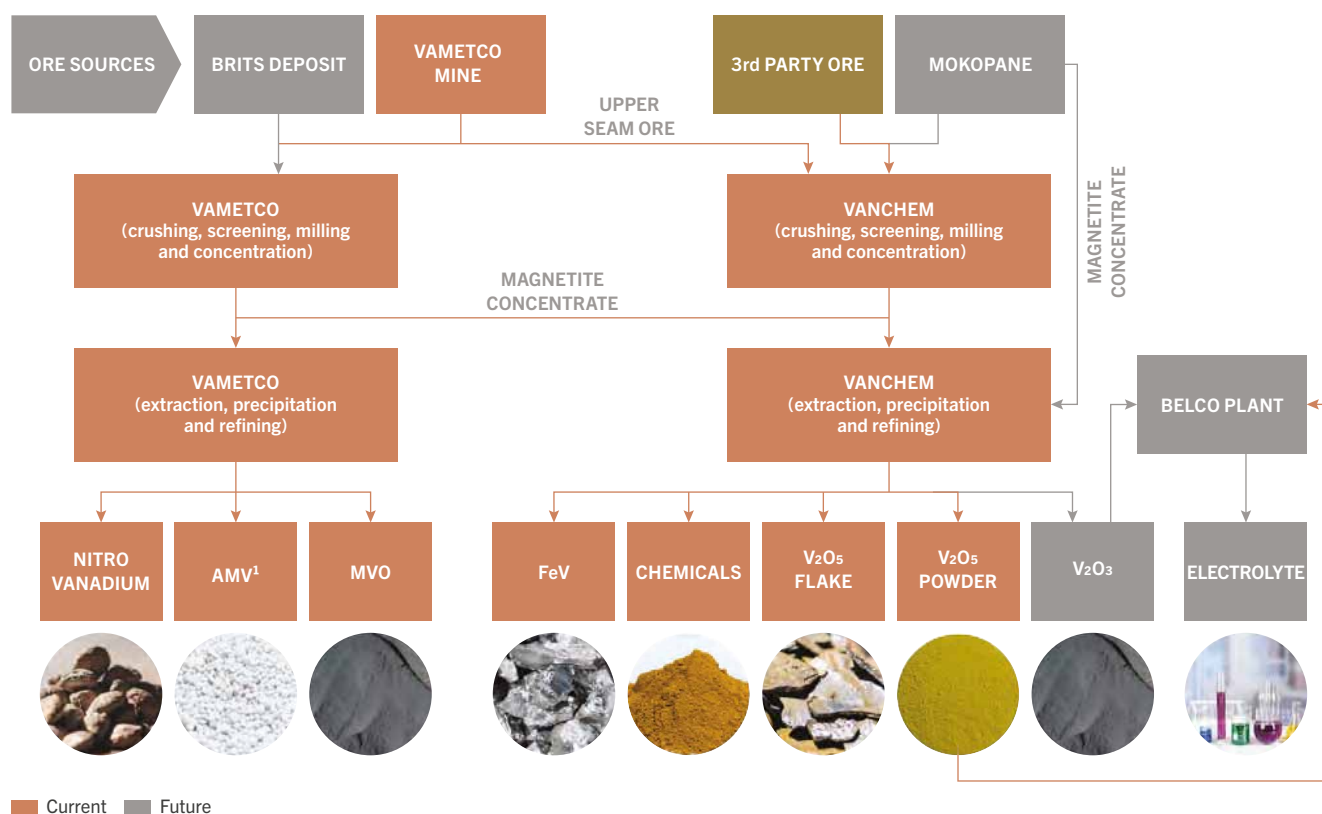 ORE SOURCES
BRITS DEPOSIT
VAMETCO
MINE
3rd PARTY ORE
MOKOPANE
UPPER
SEAM ORE
MAGNETITE
CONCENTRATE
VAMETCO
(crushing, screening, milling
and concentration)
VANCHEM
(crushing, screening, milling
and concentration)
MAGNETITE
CONCENTRATE
VAMETCO
(extraction, precipitation
and refining)
VANCHEM
(extraction, precipitation
and refining)
BELCO PLANT
NITRO
VANADIUM
AMV¹
MVO
FeV
CHEMICALS
V₂O₅
FLAKE
V₂O₅
POWDER
V₂O₃
ELECTROLYTE
Current
Future